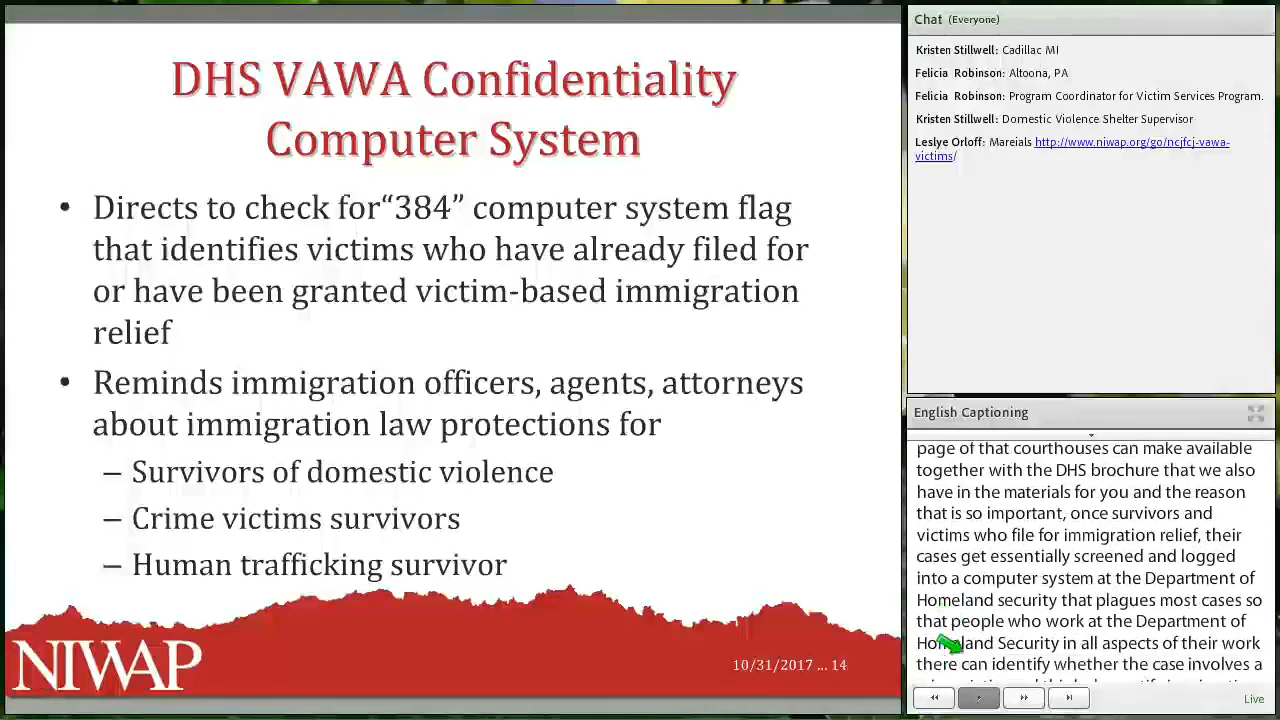 DHS VAWA Confidentiality
Computer System
• Directs to check for“384” computer system flag
that identifies victims who have already filed for
or have been granted victim-based immigration
relief
• Reminds immigration officers, agents, attorneys
about immigration law protections for
– Survivors of domestic violence
– Crime victims survivors
– Human trafficking survivor
NIWAP
10/31/2017 ... 14
Chat (Everyone)
Kristen Stillwell: Cadillac MI
Felicia Robinson: Altoona, PA
Felicia Robinson: Program Coordinator for Victim Services Program.
Kristen Stillwell: Domestic Violence Shelter Supervisor
Leslye Orloff: Mareials http://www.niwap.org/go/ncjfcj-vawa-
victims/
English Captioning
page of that courthouses can make available
together with the DHS brochure that we also
have in the materials for you and the reason
that is so important, once survivors and
victims who file for immigration relief, their
cases get essentially screened and logged
into a computer system at the Department of
Homeland security that plagues most cases so
that people who work at the Department of
Homeland Security in all aspects of their work
there can identify whether the case involves a
Live